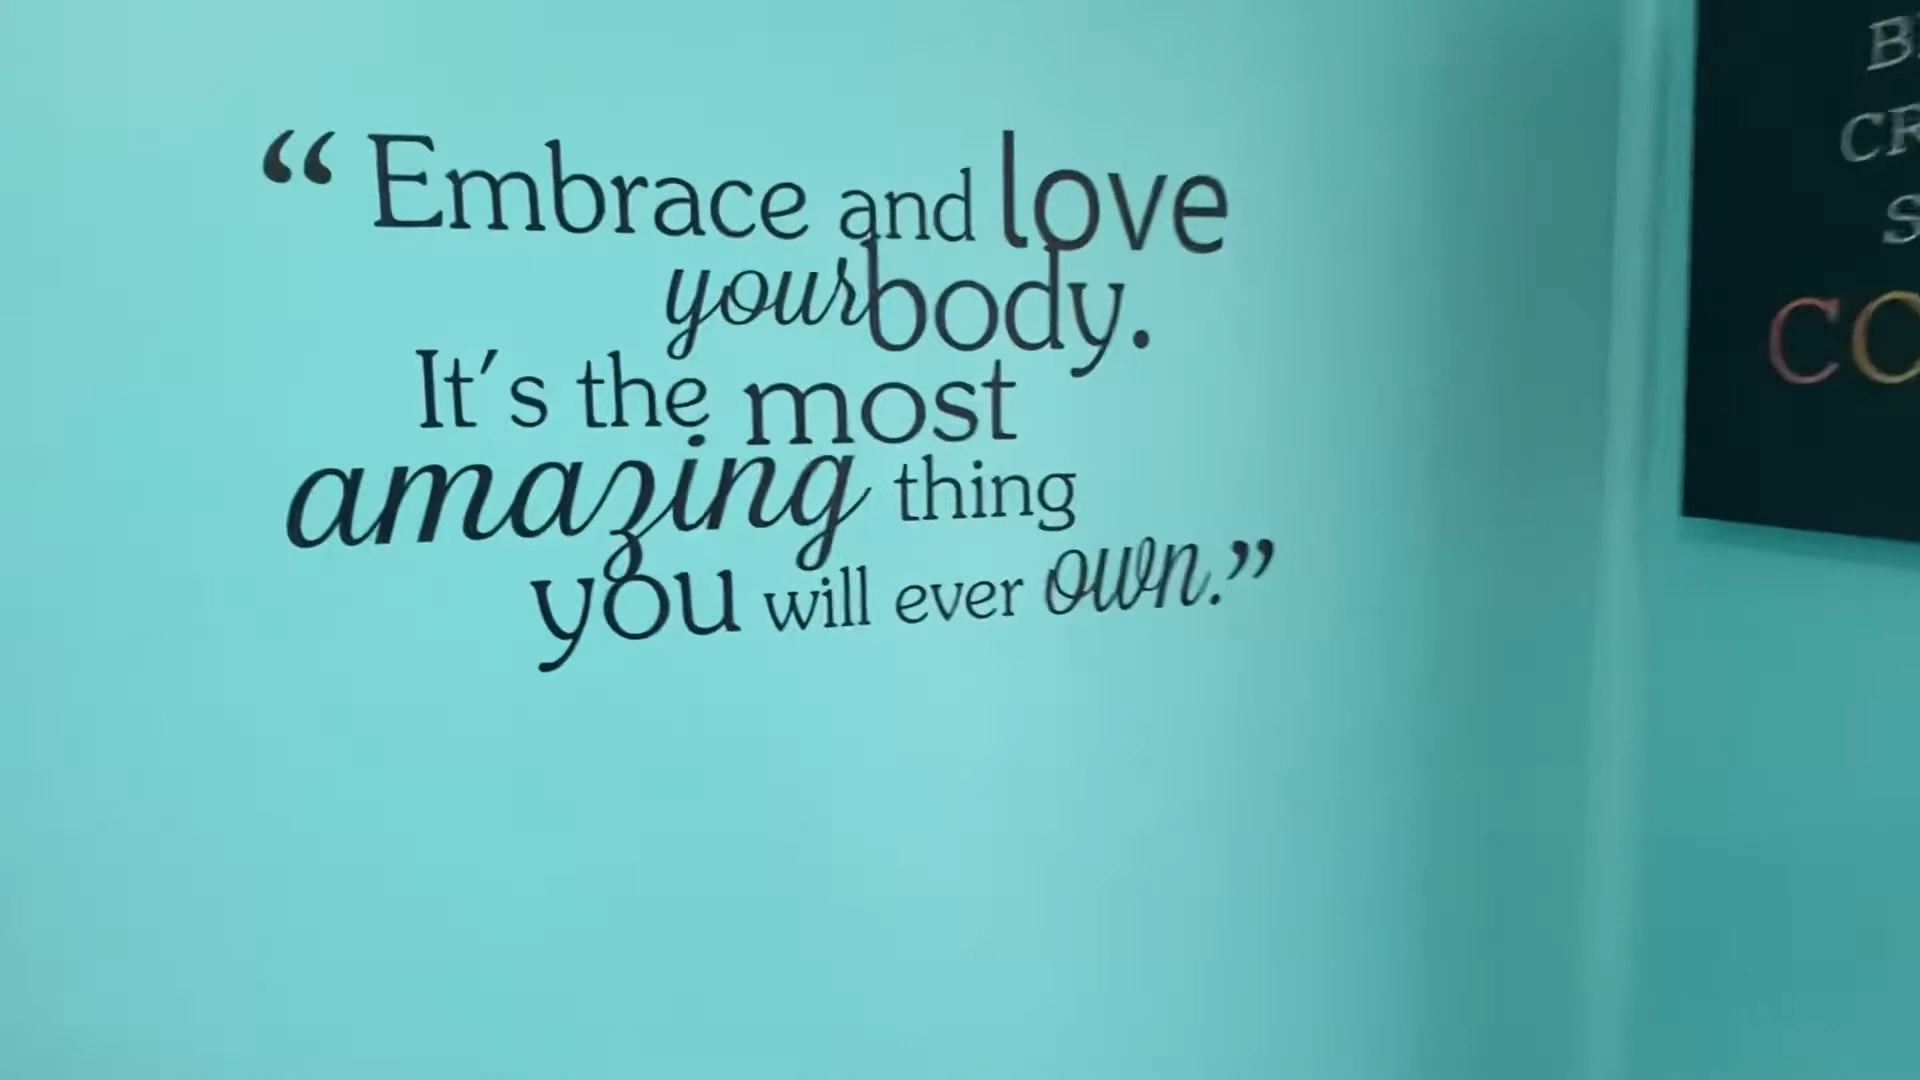 “Embrace and love
your body.
It's the most
amazing thing
you will ever own.”